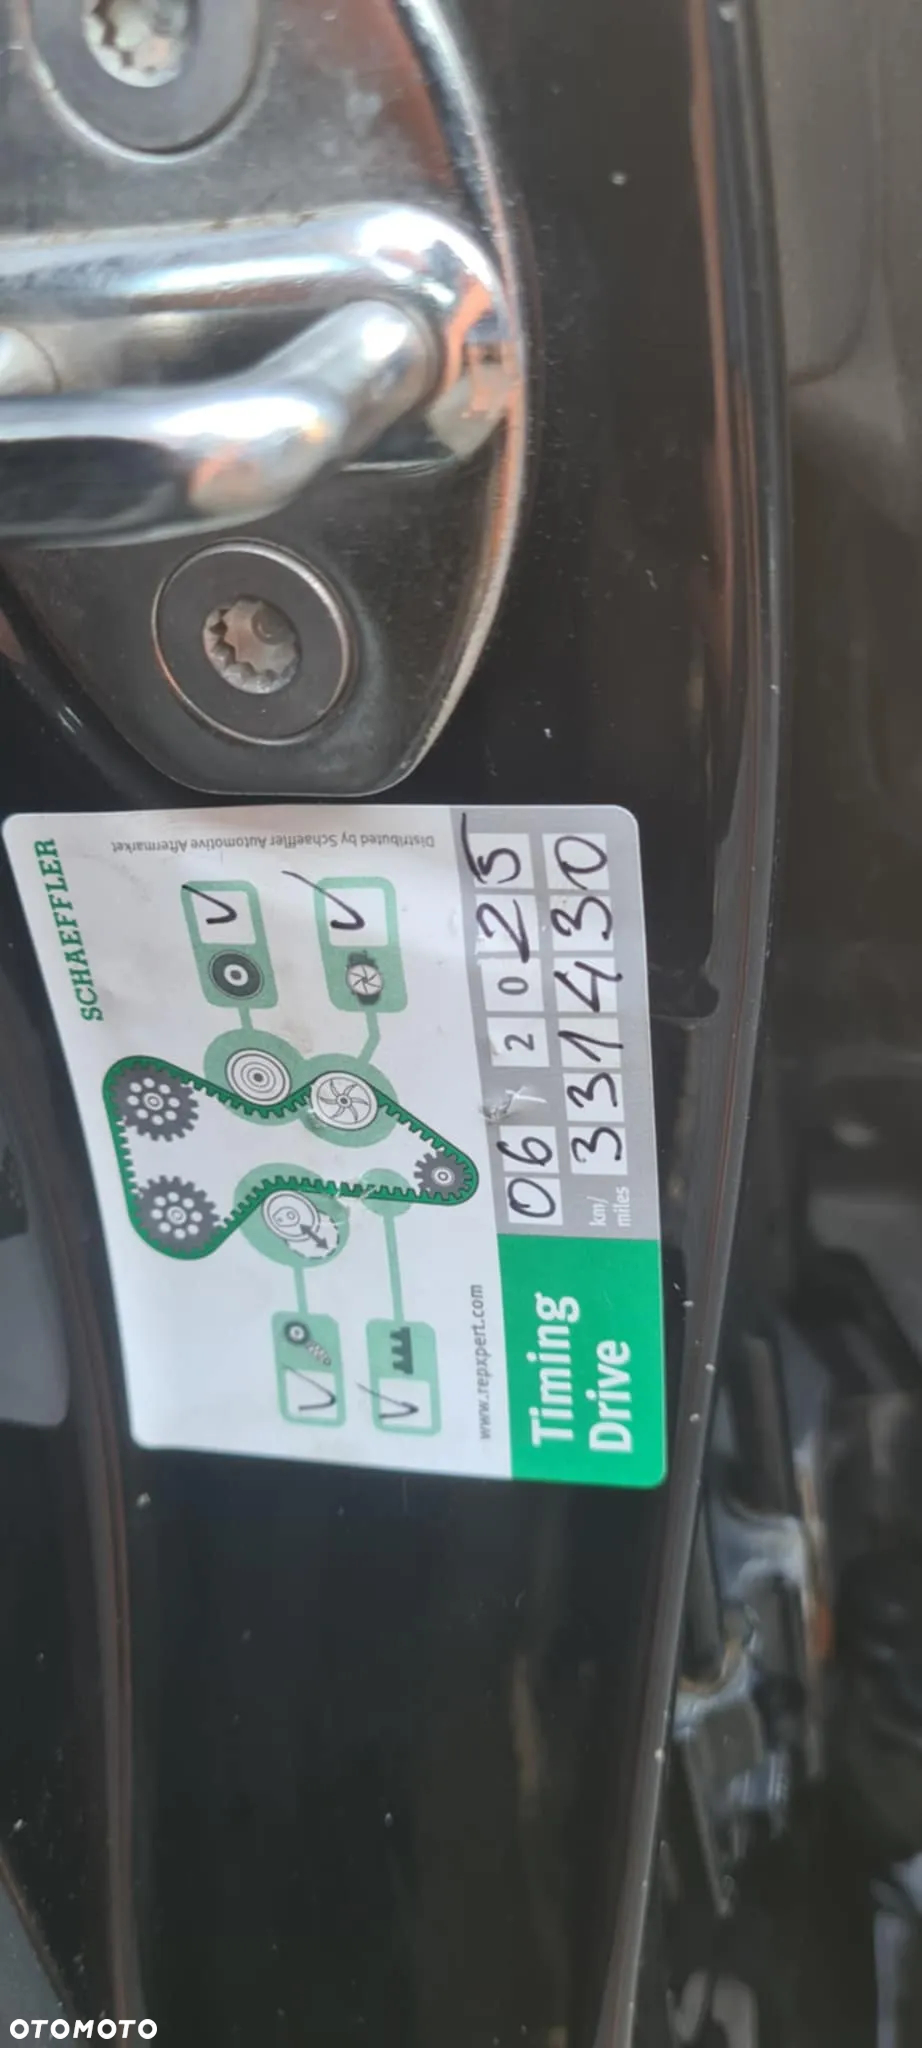 SCHAEFFLER
Distributed by Schaeffler Automotive Aftermarket
www.repxpert.com
Timing
Drive
06 / 2025
km/
miles
331430
OTOMOTO